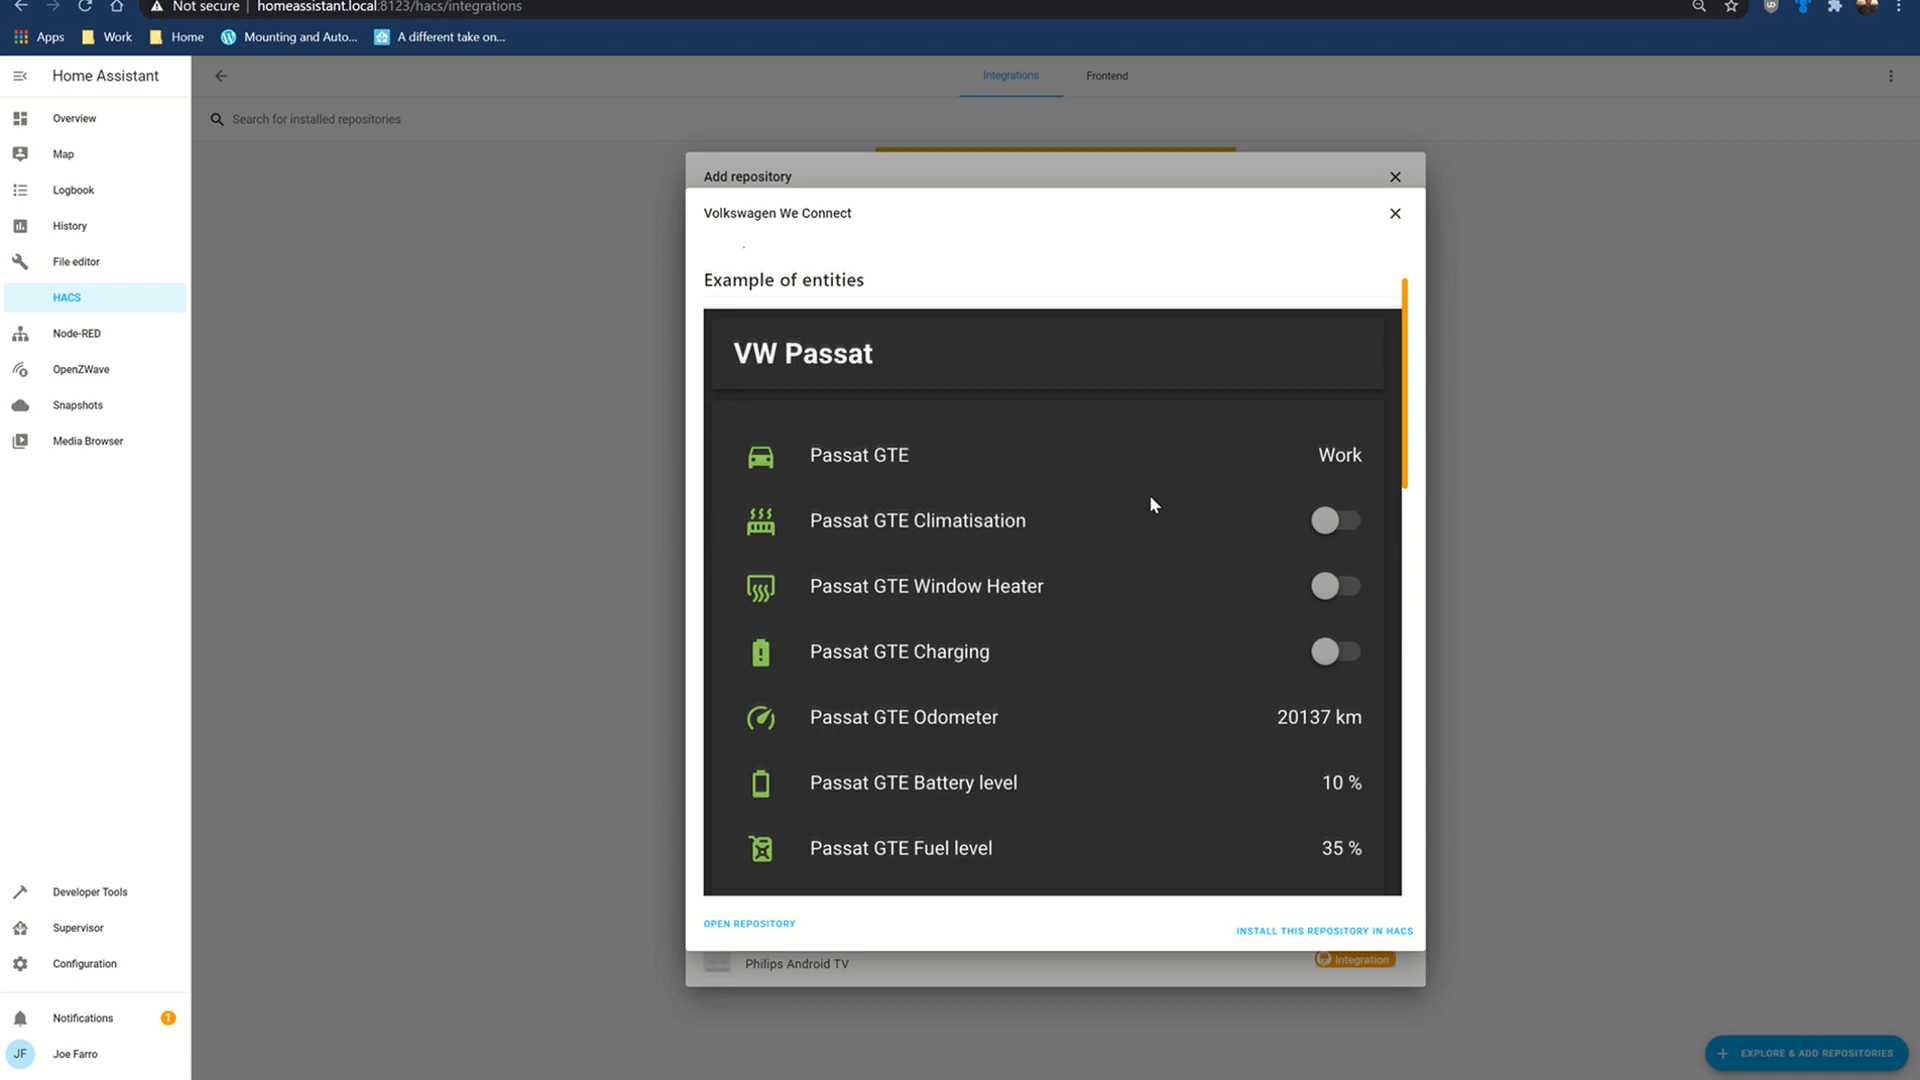 Not secure
homeassistant.local:8123/hacs/integrations
Apps
Work
Home
Mounting and Auto...
A different take on...
Home Assistant
Integrations
Frontend
Search for installed repositories
Overview
Map
Logbook
History
File editor
HACS
Node-RED
OpenZWave
Snapshots
Media Browser
Developer Tools
Supervisor
Configuration
Notifications
1
JF
Joe Farro
Add repository
Volkswagen We Connect
Example of entities
VW Passat
Passat GTE
Work
Passat GTE Climatisation
Passat GTE Window Heater
Passat GTE Charging
Passat GTE Odometer
20137 km
Passat GTE Battery level
10 %
Passat GTE Fuel level
35 %
OPEN REPOSITORY
INSTALL THIS REPOSITORY IN HACS
Philips Android TV
Integration
EXPLORE & ADD REPOSITORIES